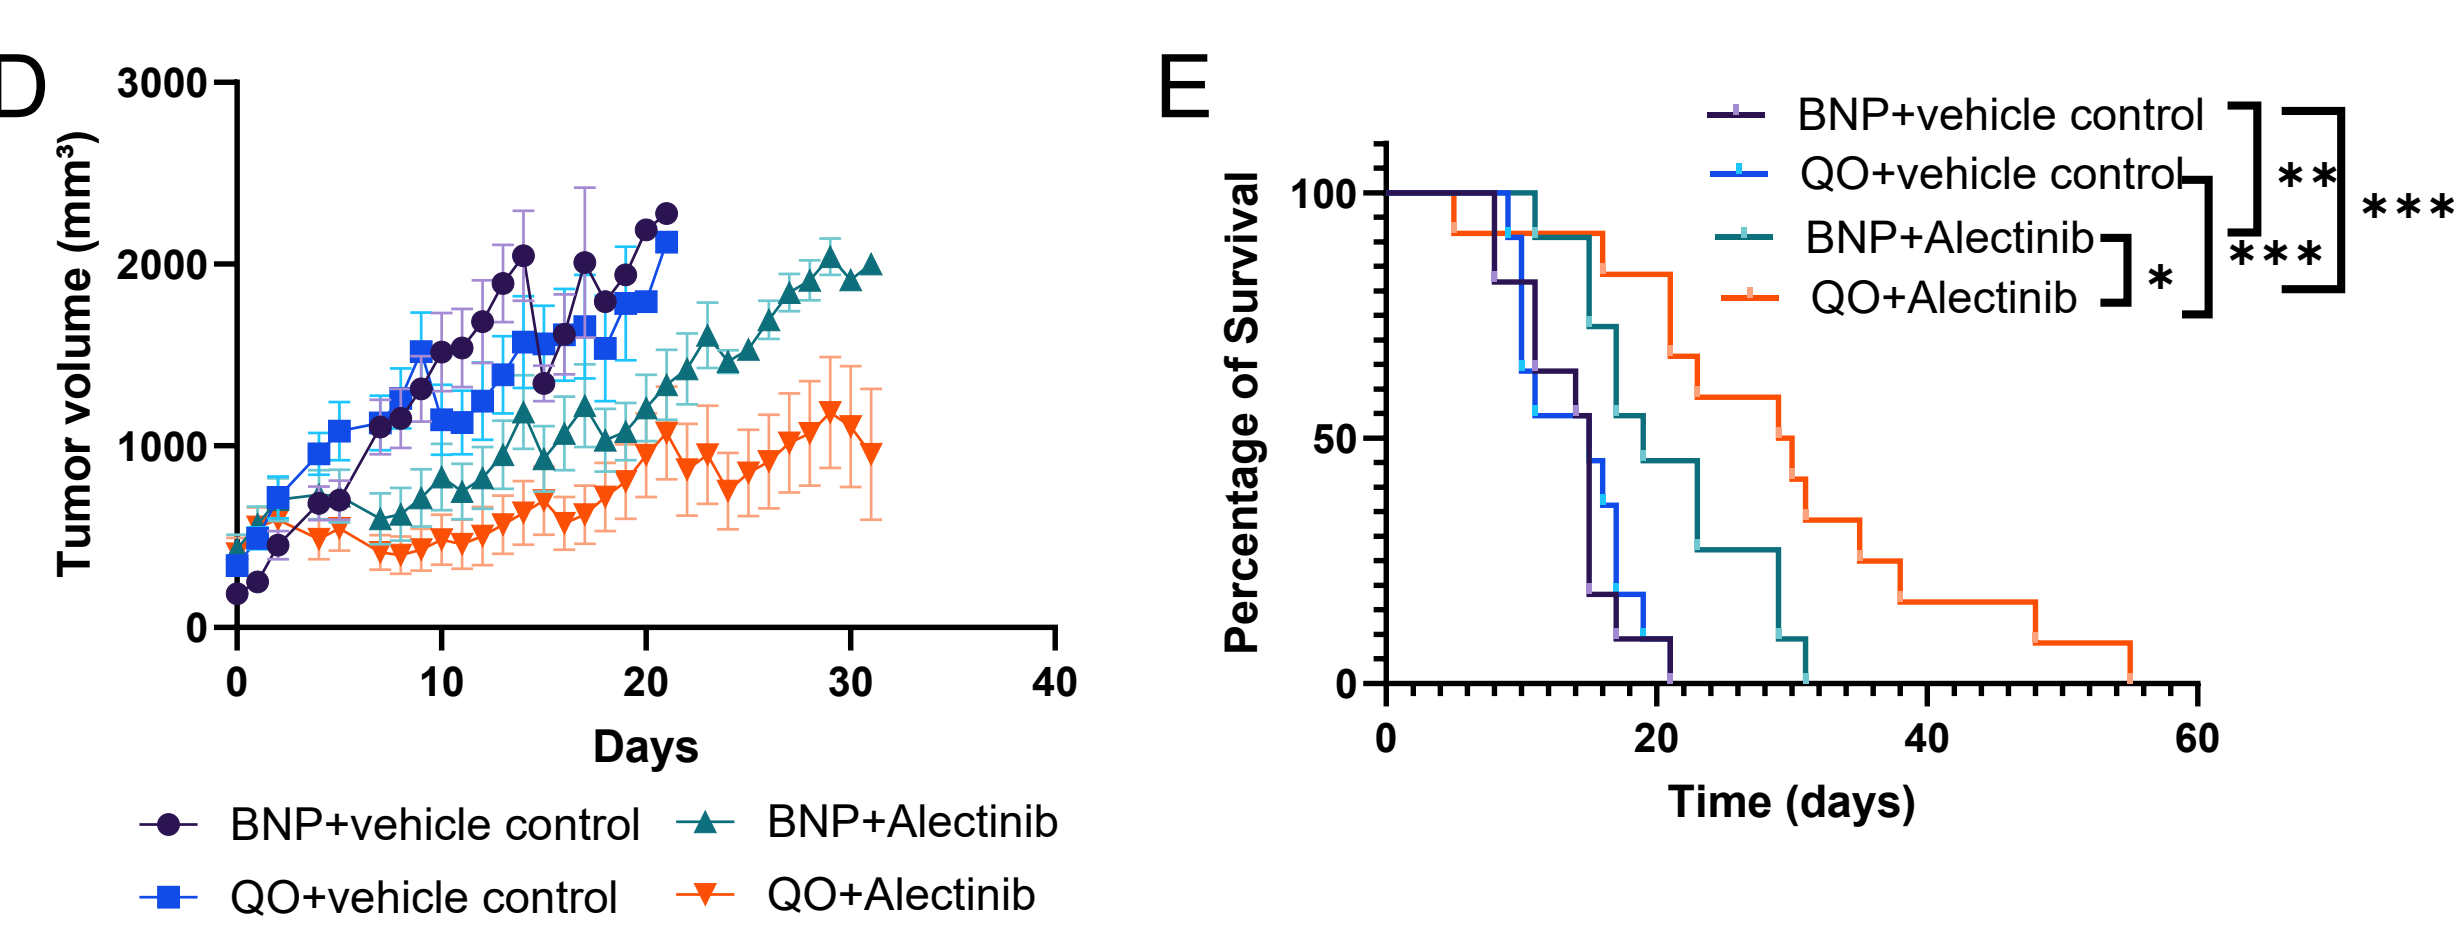 D
3000
2000
1000
0
Tumor volume (mm³)
0 10 20 30 40
Days
BNP+vehicle control
BNP+Alectinib
QO+vehicle control
QO+Alectinib
E
BNP+vehicle control
QO+vehicle control
BNP+Alectinib
QO+Alectinib
**
***
***
*
100
50
0
Percentage of Survival
0 20 40 60
Time (days)